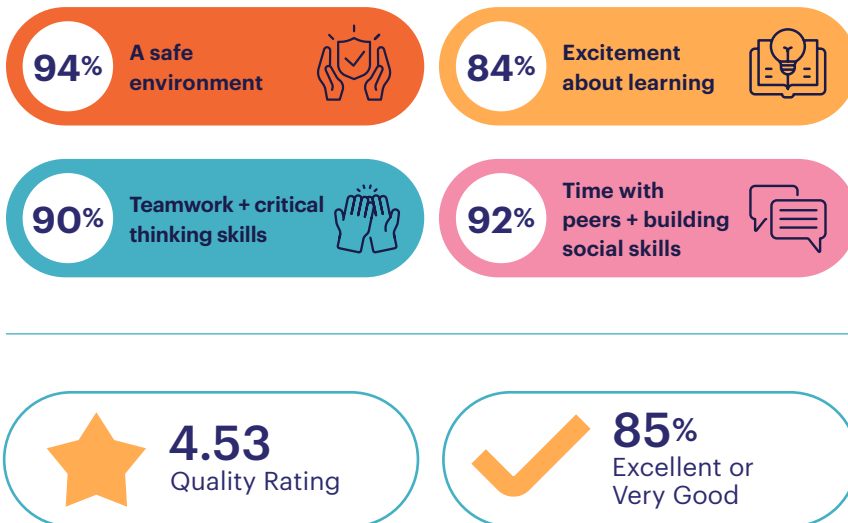 94%
A safe
environment
84%
Excitement
about learning
90%
Teamwork + critical
thinking skills
92%
Time with
peers + building
social skills
4.53
Quality Rating
85%
Excellent or
Very Good